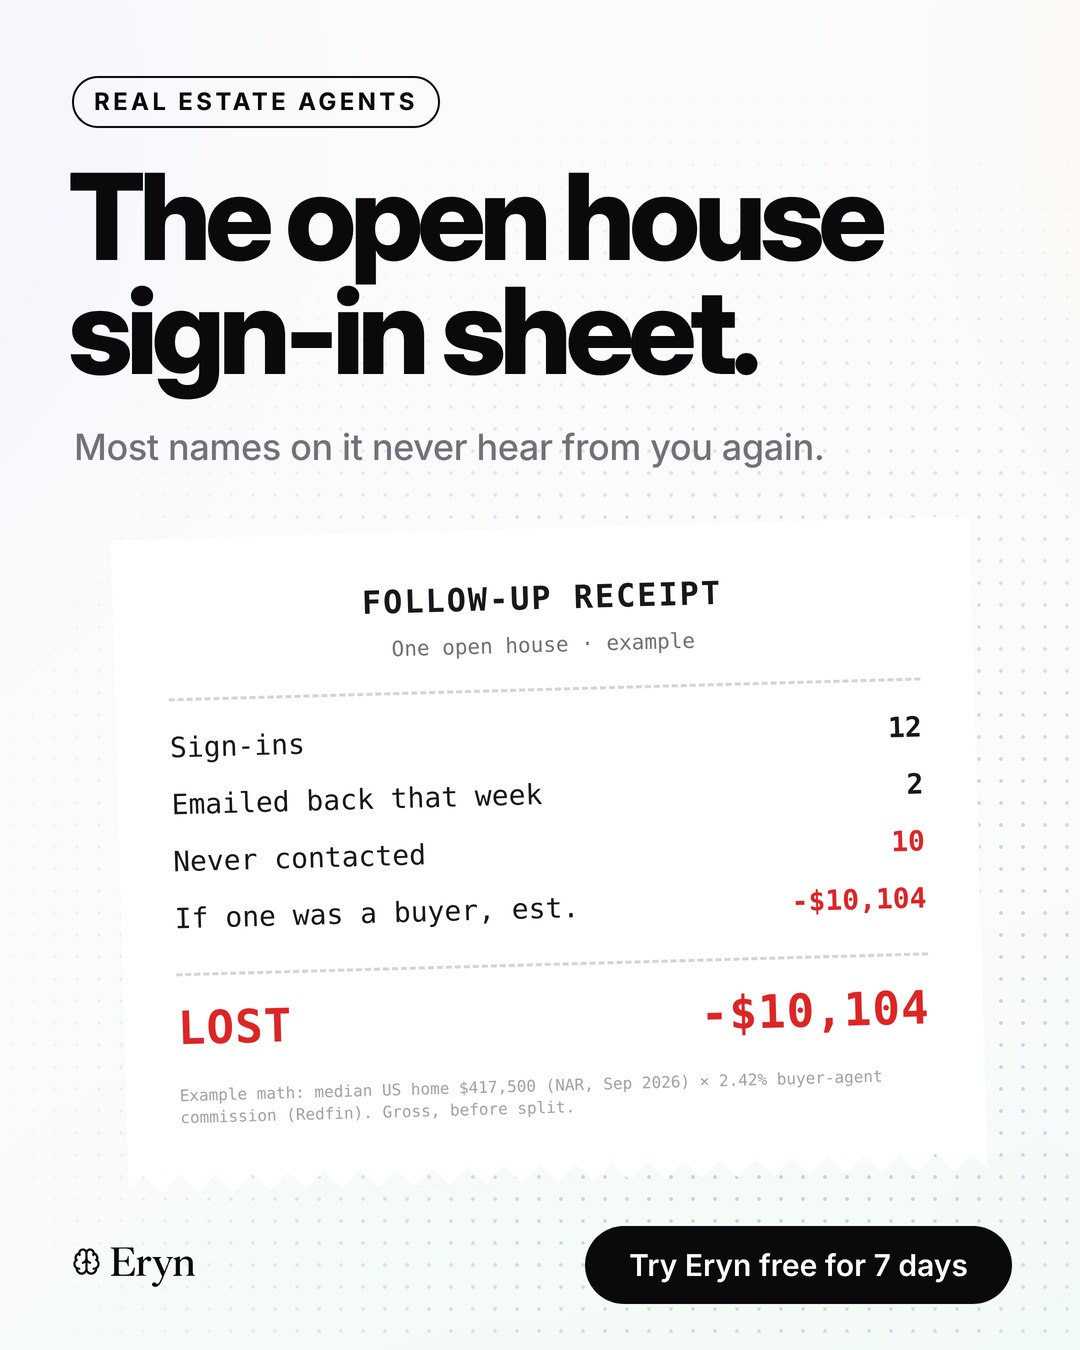 REAL ESTATE AGENTS
The open house
sign-in sheet.
Most names on it never hear from you again.
FOLLOW-UP RECEIPT
One open house · example
Sign-ins 12
Emailed back that week 2
Never contacted 10
If one was a buyer, est. -$10,104
LOST -$10,104
Example math: median US home $417,500 (NAR, Sep 2026) × 2.42% buyer-agent
commission (Redfin). Gross, before split.
Eryn
Try Eryn free for 7 days